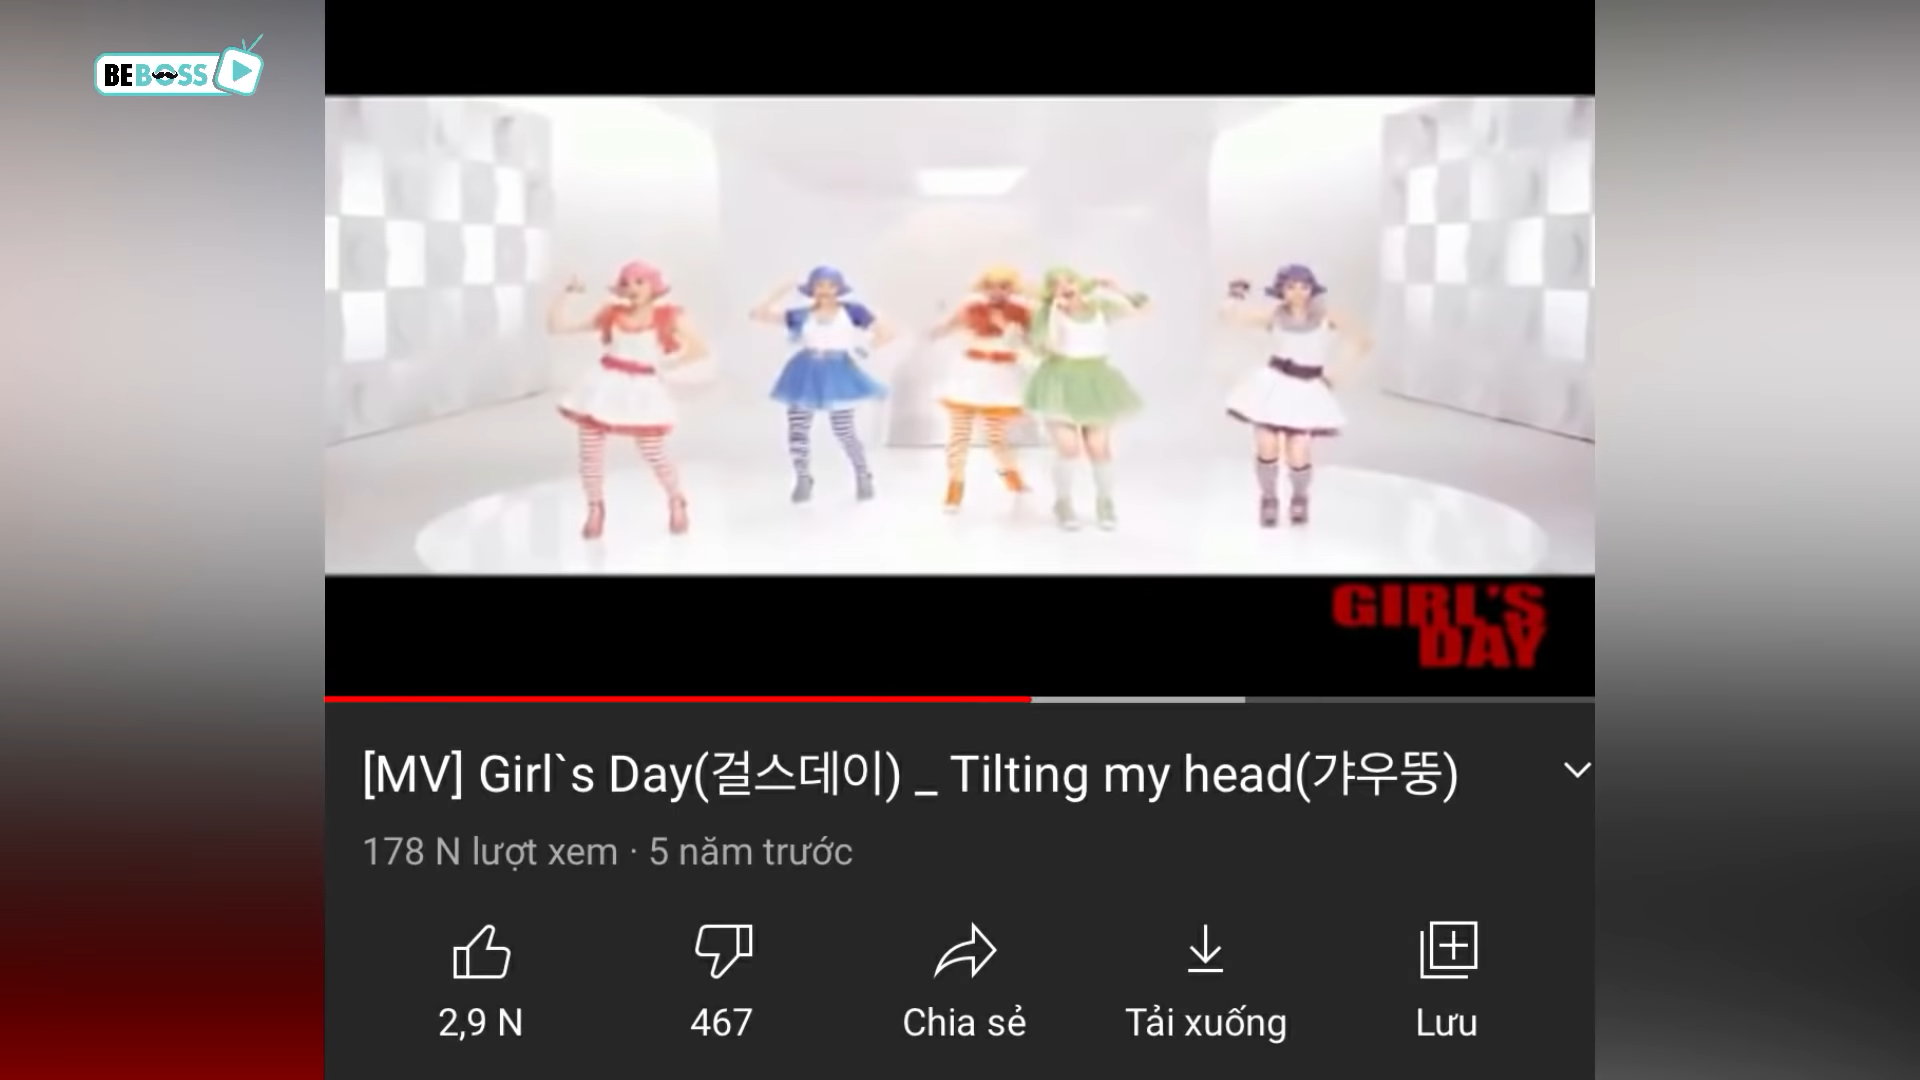 BEBOSS
GIRL'S
DAY
[MV] Girl`s Day(걸스데이) _ Tilting my head(갸우뚱)
178 N lượt xem · 5 năm trước
2,9 N
467
Chia sẻ
Tải xuống
Lưu